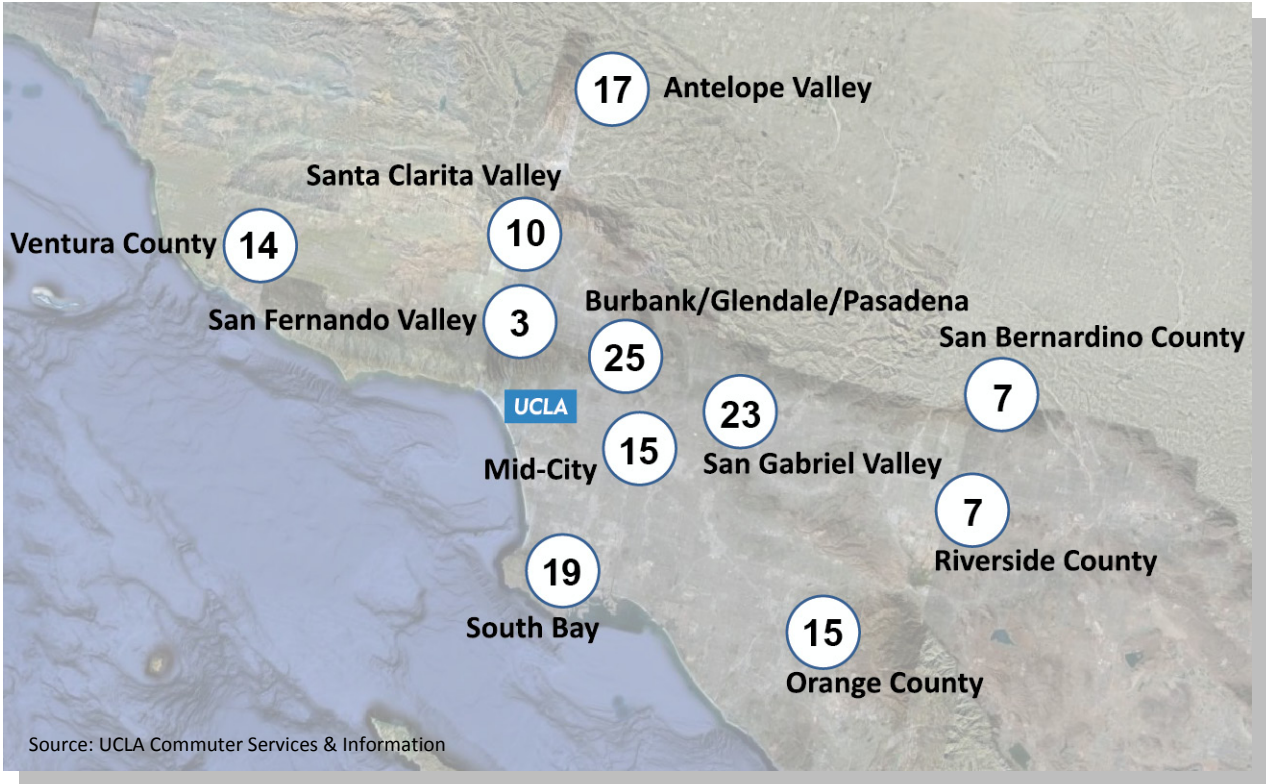 17 Antelope Valley
Santa Clarita Valley
10
Ventura County 14
San Fernando Valley 3
Burbank/Glendale/Pasadena
25
San Bernardino County
7
UCLA
23
San Gabriel Valley
Mid-City 15
7
Riverside County
19
South Bay
15
Orange County
Source: UCLA Commuter Services & Information